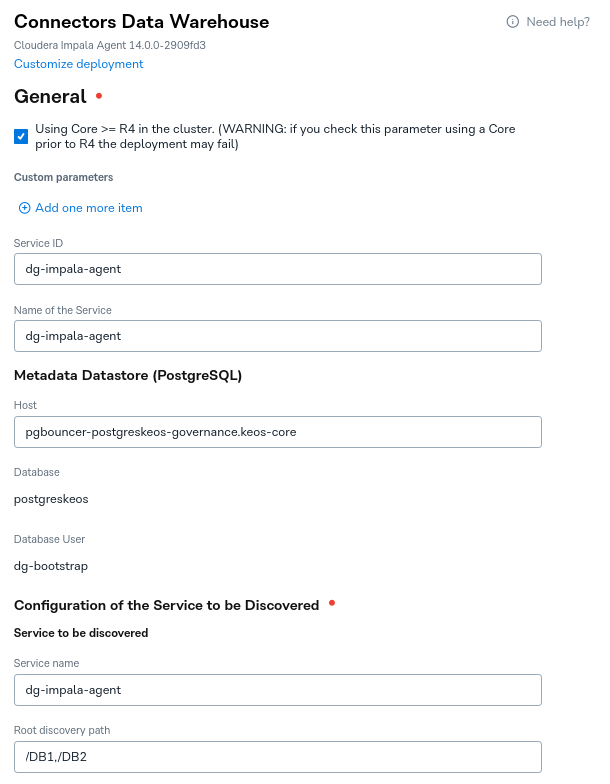 Connectors Data Warehouse
Need help?
Cloudera Impala Agent 14.0.0-2909fd3
Customize deployment
General
Using Core >= R4 in the cluster. (WARNING: if you check this parameter using a Core
prior to R4 the deployment may fail)
Custom parameters
Add one more item
Service ID
dg-impala-agent
Name of the Service
dg-impala-agent
Metadata Datastore (PostgreSQL)
Host
pgbouncer-postgreskeos-governance.keos-core
Database
postgreskeos
Database User
dg-bootstrap
Configuration of the Service to be Discovered
Service to be discovered
Service name
dg-impala-agent
Root discovery path
/DB1,/DB2